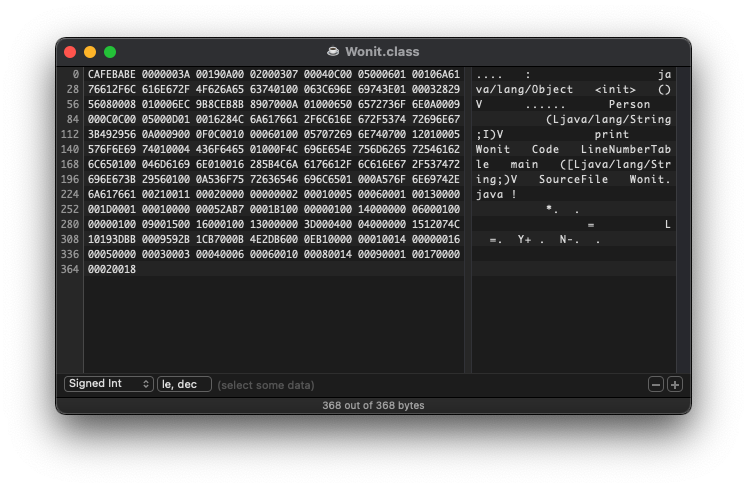 Wonit.class
0 CAFEBABE 0000003A 00190A00 02000307 00040C00 05000601 00106A61 .... : ja
28 76612F6C 616E672F 4F626A65 63740100 063C696E 69743E01 00032829 va/lang/Object <init> ()
56 56080008 010006EC 9B8CEB8B 8907000A 01000650 6572736F 6E0A0009 V ...... Person
84 000C0C00 05000D01 0016284C 6A617661 2F6C616E 672F5374 72696E67 (Ljava/lang/String
112 3B492956 0A000900 0F0C0010 00060100 05707269 6E740700 12010005 ;I)V print
140 576F6E69 74010004 436F6465 01000F4C 696E654E 756D6265 72546162 Wonit Code LineNumberTab
168 6C650100 046D6169 6E010016 285B4C6A 6176612F 6C616E67 2F537472 le main ([Ljava/lang/Str
196 696E673B 29560100 0A536F75 72636546 696C6501 000A576F 6E69742E ing;)V SourceFile Wonit.
224 6A617661 00210011 00020000 00000002 00010005 00060001 00130000 java !
252 001D0001 00010000 00052AB7 0001B100 00000100 14000000 06000100 *. .
280 00000100 09001500 16000100 13000000 3D000400 04000000 1512074C = L
308 10193DBB 0009592B 1CB7000B 4E2DB600 0EB10000 00010014 00000016 =. Y+ . N-. .
336 00050000 00030003 00040006 00060010 00080014 00090001 00170000
364 00020018
Signed Int le, dec (select some data)
368 out of 368 bytes